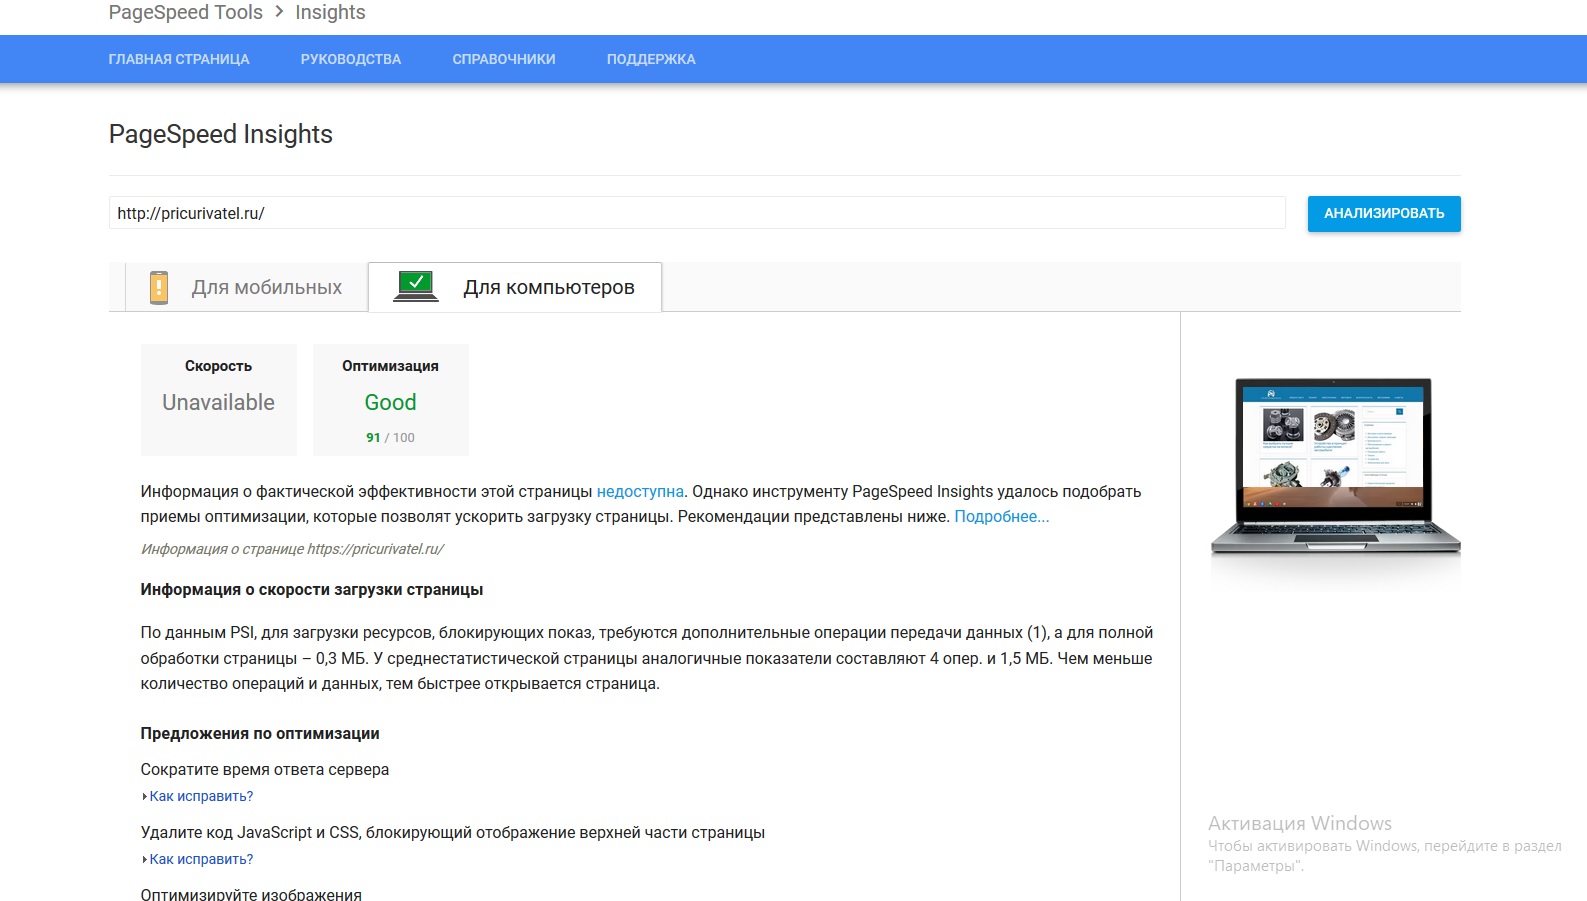 PageSpeed Tools > Insights
ГЛАВНАЯ СТРАНИЦА РУКОВОДСТВА СПРАВОЧНИКИ ПОДДЕРЖКА
PageSpeed Insights
http://pricurivatel.ru/
АНАЛИЗИРОВАТЬ
Для мобильных Для компьютеров
Скорость
Unavailable
Оптимизация
Good
91 / 100
Информация о фактической эффективности этой страницы недоступна. Однако инструменту PageSpeed Insights удалось подобрать
приемы оптимизации, которые позволят ускорить загрузку страницы. Рекомендации представлены ниже. Подробнее...
Информация о странице https://pricurivatel.ru/
Информация о скорости загрузки страницы
По данным PSI, для загрузки ресурсов, блокирующих показ, требуются дополнительные операции передачи данных (1), а для полной
обработки страницы – 0,3 МБ. У среднестатистической страницы аналогичные показатели составляют 4 опер. и 1,5 МБ. Чем меньше
количество операций и данных, тем быстрее открывается страница.
Предложения по оптимизации
Сократите время ответа сервера
Как исправить?
Удалите код JavaScript и CSS, блокирующий отображение верхней части страницы
Как исправить?
Оптимизируйте изображения
Активация Windows
Чтобы активировать Windows, перейдите в раздел
"Параметры".